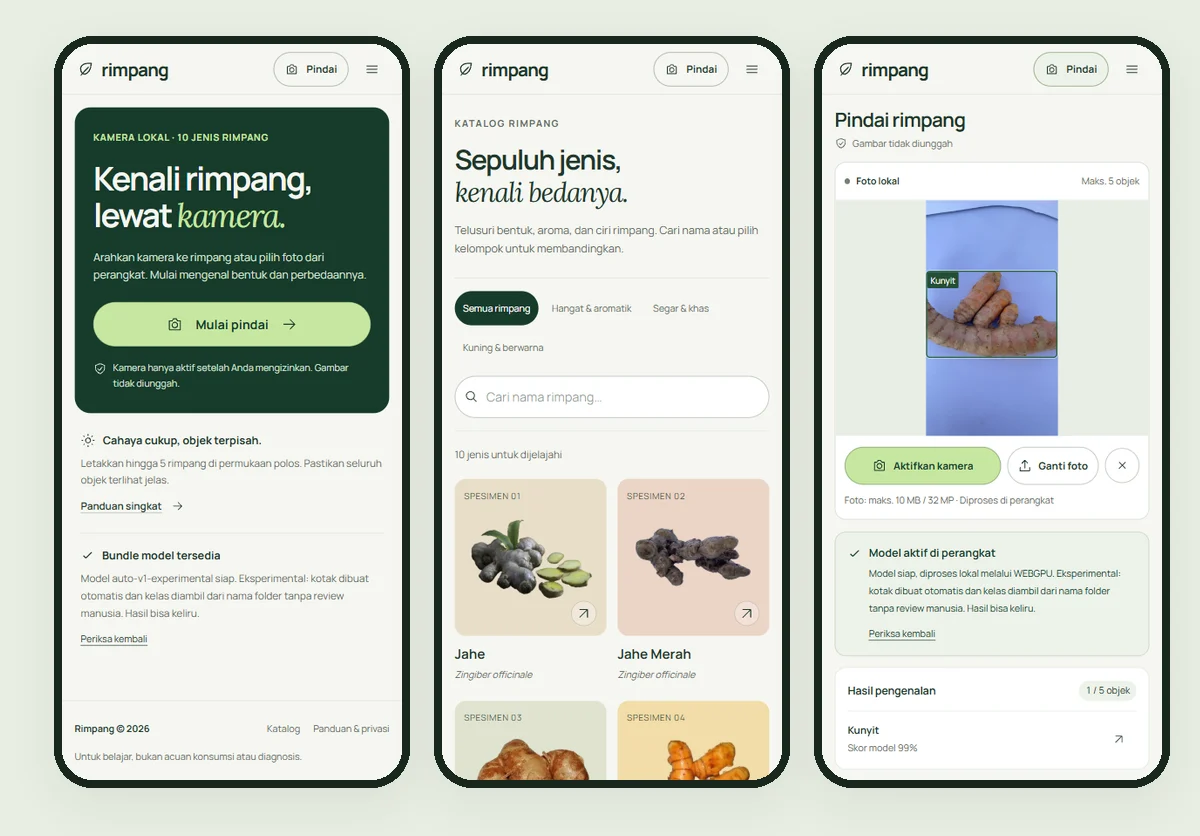 rimpang
Pindai
KAMERA LOKAL · 10 JENIS RIMPANG
Kenali rimpang,
lewat kamera.
Arahkan kamera ke rimpang atau pilih foto dari
perangkat. Mulai mengenal bentuk dan perbedaannya.
Mulai pindai
Kamera hanya aktif setelah Anda mengizinkan. Gambar
tidak diunggah.
Cahaya cukup, objek terpisah.
Letakkan hingga 5 rimpang di permukaan polos. Pastikan seluruh
objek terlihat jelas.
Panduan singkat
Bundle model tersedia
Model auto-v1-experimental siap. Eksperimental: kotak dibuat
otomatis dan kelas diambil dari nama folder tanpa review
manusia. Hasil bisa keliru.
Periksa kembali
Rimpang © 2026
Katalog
Panduan & privasi
Untuk belajar, bukan acuan konsumsi atau diagnosis.
rimpang
Pindai
KATALOG RIMPANG
Sepuluh jenis,
kenali bedanya.
Telusuri bentuk, aroma, dan ciri rimpang. Cari nama atau pilih
kelompok untuk membandingkan.
Semua rimpang
Hangat & aromatik
Segar & khas
Kuning & berwarna
Cari nama rimpang...
10 jenis untuk dijelajahi
SPESIMEN 01
SPESIMEN 02
Jahe
Zingiber officinale
Jahe Merah
Zingiber officinale
SPESIMEN 03
SPESIMEN 04
rimpang
Pindai
Pindai rimpang
Gambar tidak diunggah
Foto lokal
Maks. 5 objek
Kunyit
Aktifkan kamera
Ganti foto
Foto: maks. 10 MB / 32 MP · Diproses di perangkat
Model aktif di perangkat
Model siap, diproses lokal melalui WEBGPU. Eksperimental:
kotak dibuat otomatis dan kelas diambil dari nama folder
tanpa review manusia. Hasil bisa keliru.
Periksa kembali
Hasil pengenalan
1 / 5 objek
Kunyit
Skor model 99%